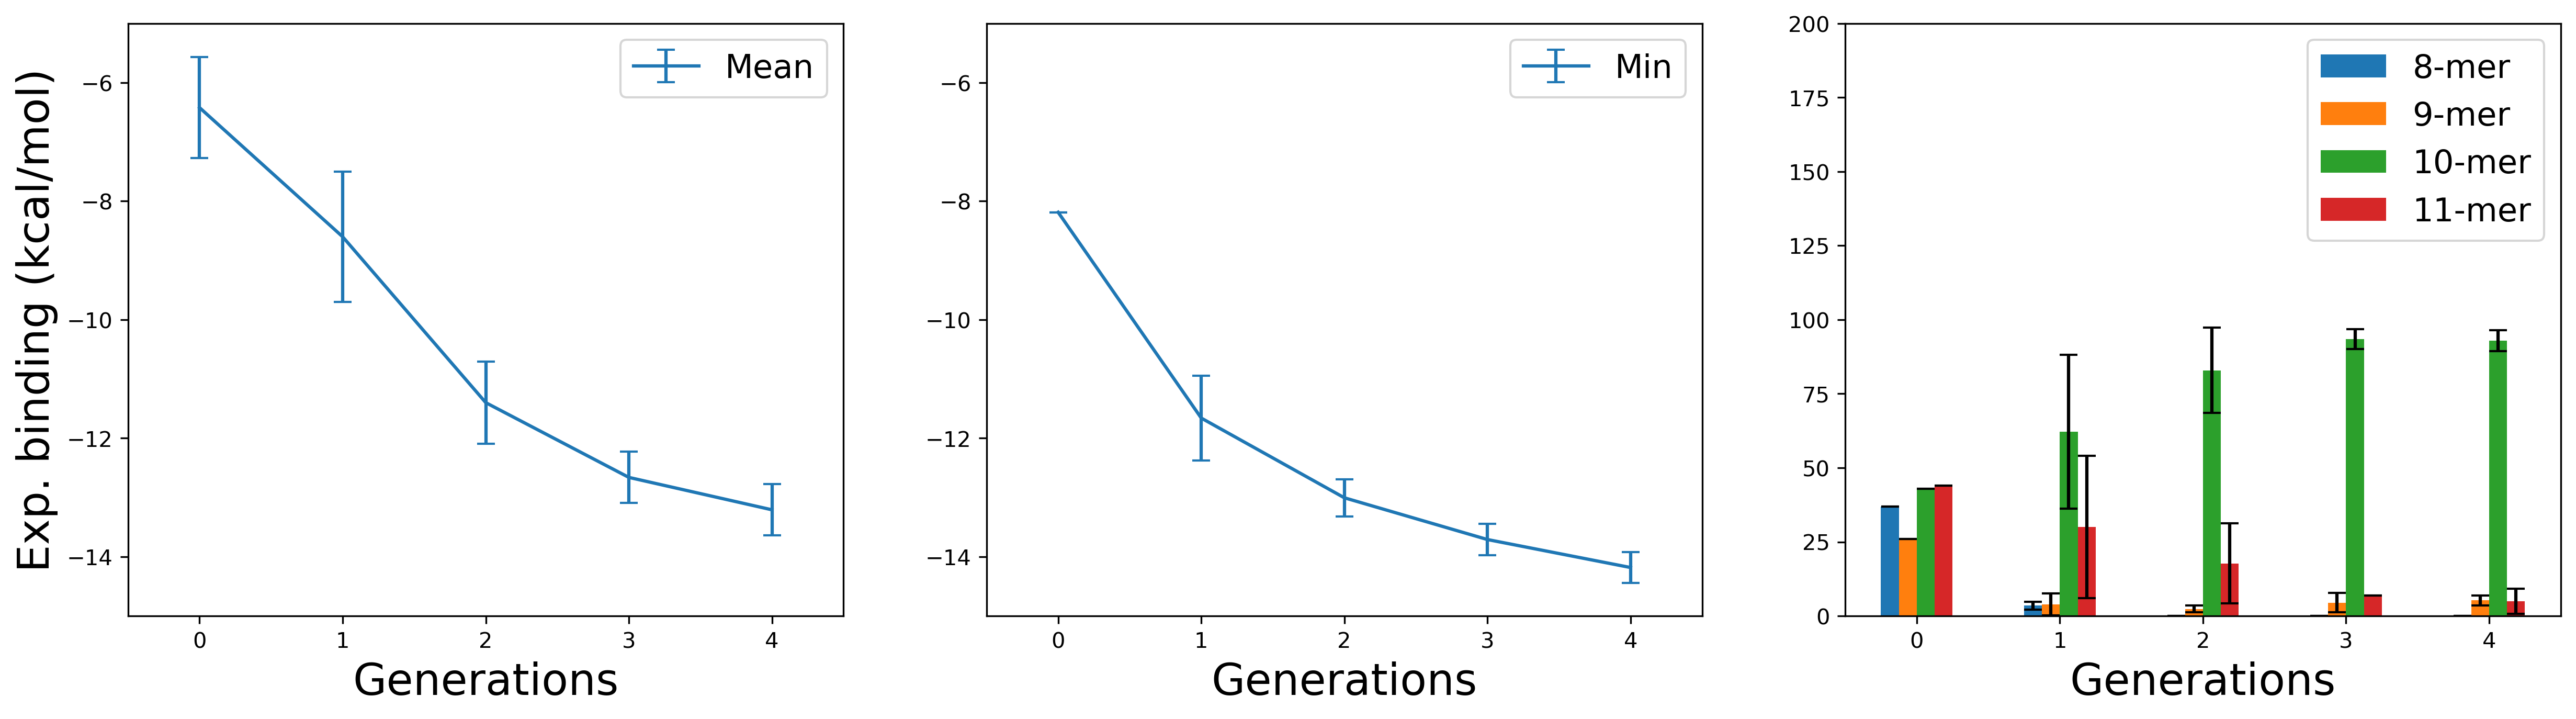 Exp. binding (kcal/mol)
−6
−8
−10
−12
−14
0 1 2 3 4
Generations
Mean
−6
−8
−10
−12
−14
0 1 2 3 4
Generations
Min
200
175
150
125
100
75
50
25
0
0 1 2 3 4
Generations
8-mer
9-mer
10-mer
11-mer